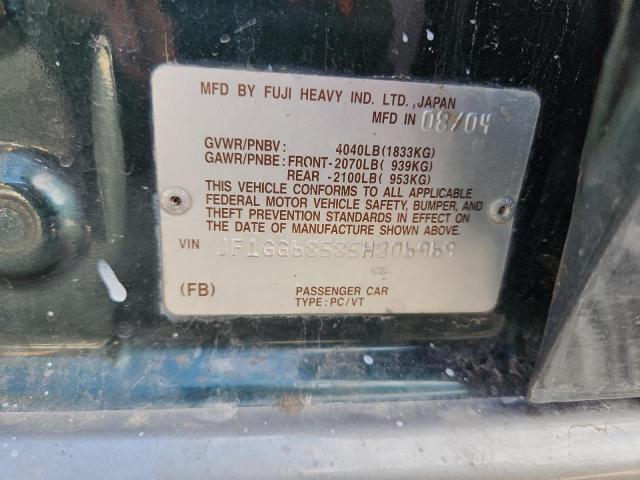 MFD BY FUJI HEAVY IND. LTD.,JAPAN
MFD IN 08/04
GVWR/PNBV: 4040LB(1833KG)
GAWR/PNBE: FRONT-2070LB( 939KG)
REAR -2100LB( 953KG)
THIS VEHICLE CONFORMS TO ALL APPLICABLE
FEDERAL MOTOR VEHICLE SAFETY, BUMPER, AND
THEFT PREVENTION STANDARDS IN EFFECT ON
THE DATE OF MANUFACTURE SHOWN ABOVE.
VIN JF1GG68585H806969
(FB) PASSENGER CAR
TYPE:PC/VT